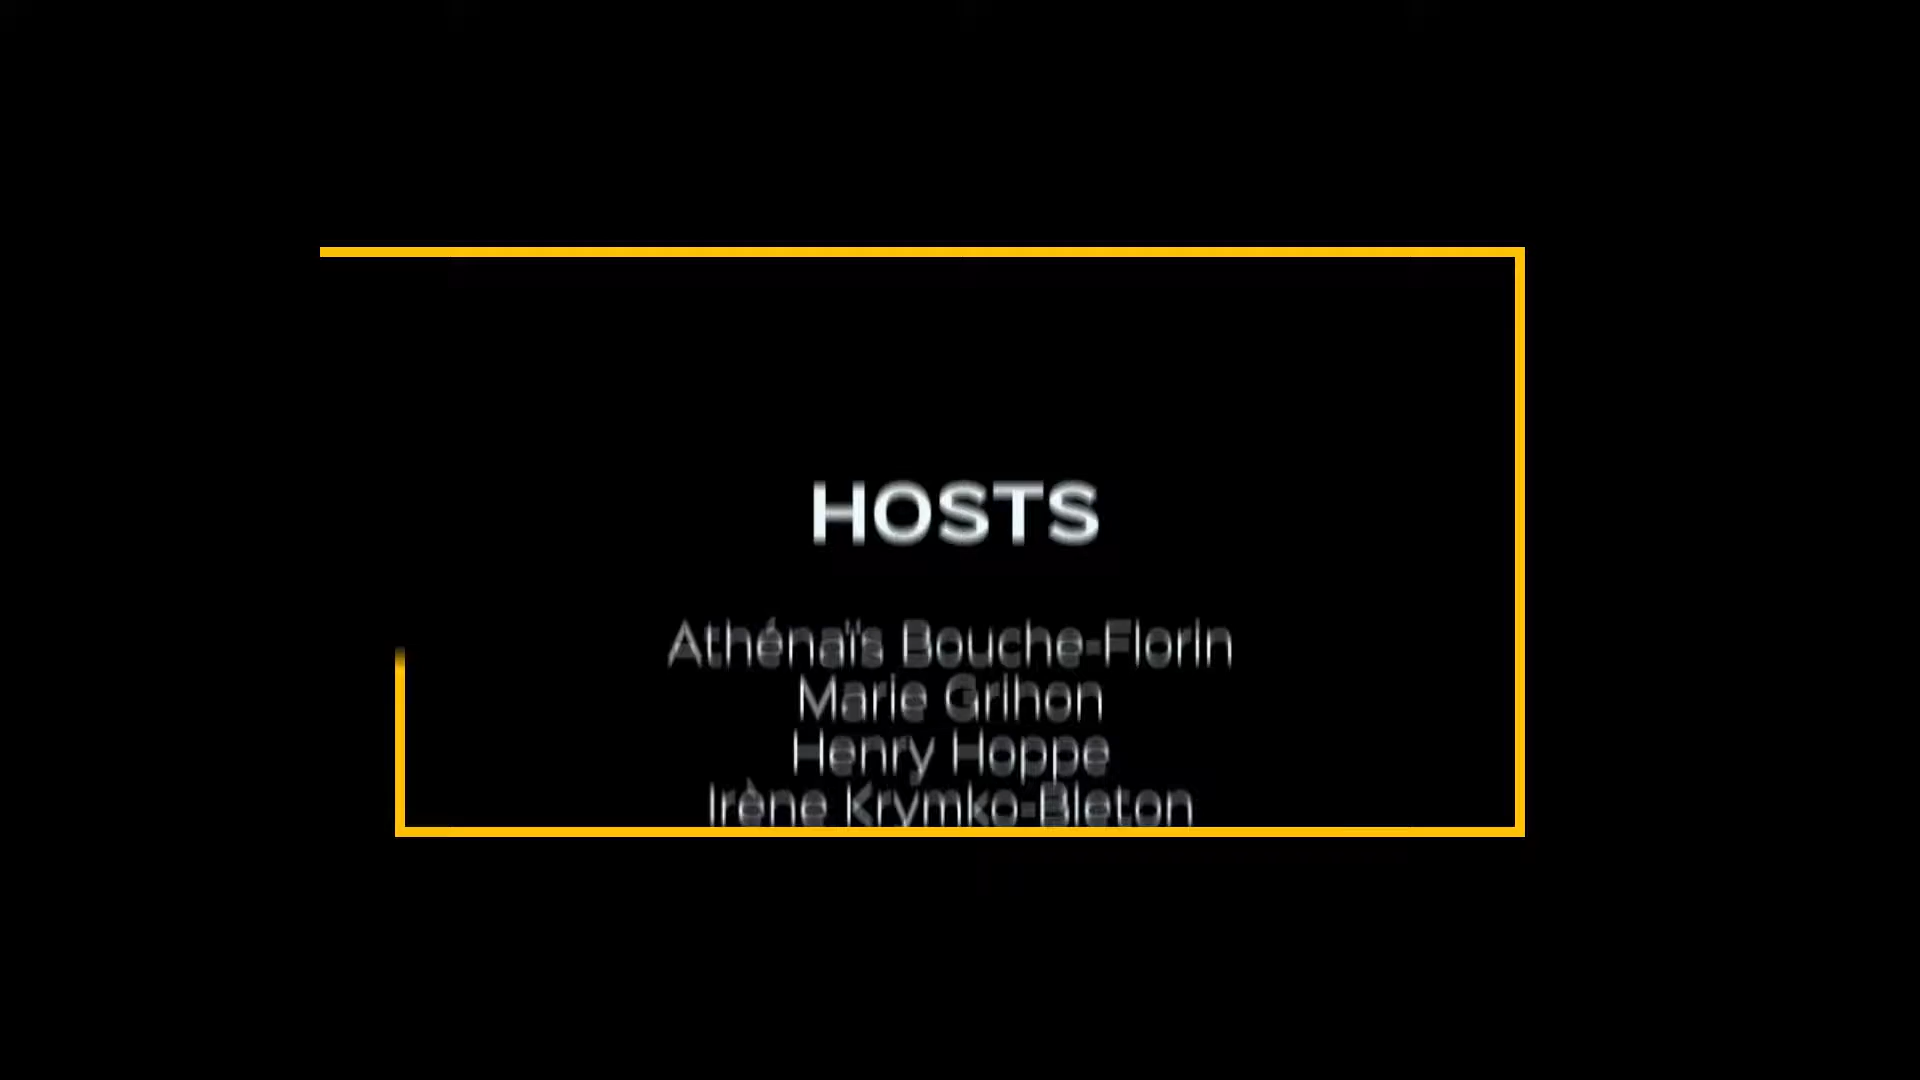 HOSTS
Athénaïs Bouche-Florin
Marie Grihon
Henry Hoppe
Irène Krymko-Bleton